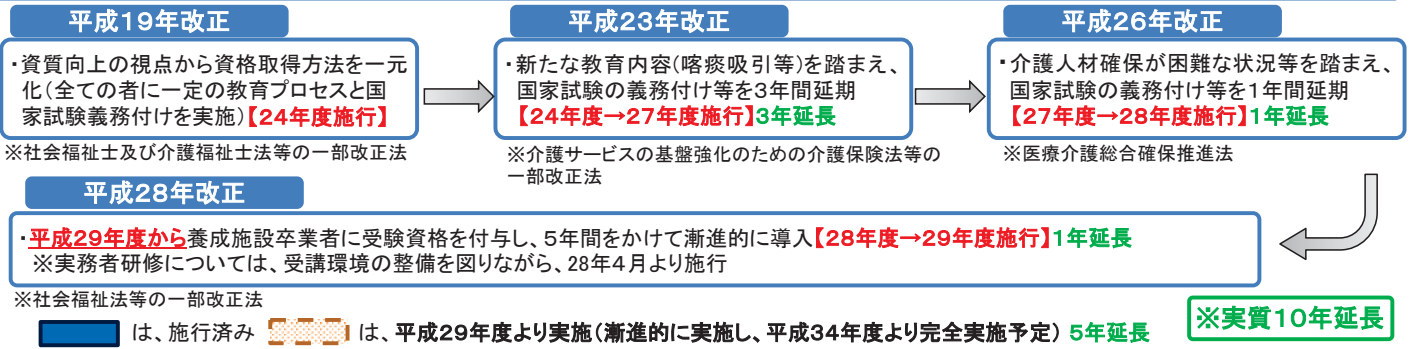 平成19年改正
・資質向上の視点から資格取得方法を一元
化(全ての者に一定の教育プロセスと国
家試験義務付けを実施)【24年度施行】
※社会福祉士及び介護福祉士法等の一部改正法
平成23年改正
・新たな教育内容(喀痰吸引等)を踏まえ、
国家試験の義務付け等を3年間延期
【24年度→27年度施行】3年延長
※介護サービスの基盤強化のための介護保険法等の
一部改正法
平成26年改正
・介護人材確保が困難な状況等を踏まえ、
国家試験の義務付け等を1年間延期
【27年度→28年度施行】1年延長
※医療介護総合確保推進法
平成28年改正
・平成29年度から養成施設卒業者に受験資格を付与し、5年間をかけて漸進的に導入【28年度→29年度施行】1年延長
※実務者研修については、受講環境の整備を図りながら、28年4月より施行
※社会福祉法等の一部改正法
は、施行済み は、平成29年度より実施(漸進的に実施し、平成34年度より完全実施予定) 5年延長
※実質10年延長